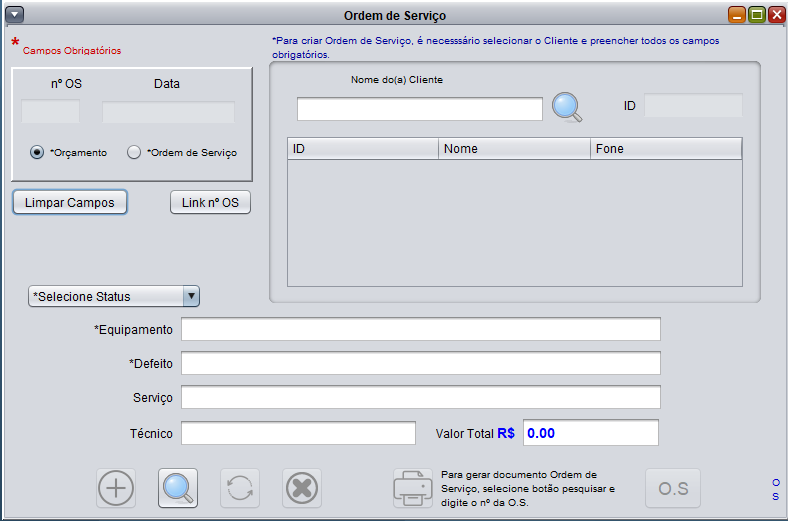 Ordem de Serviço
* Campos Obrigatórios
*Para criar Ordem de Serviço, é necesssário selecionar o Cliente e preencher todos os campos
obrigatórios.
nº OS Data
*Orçamento *Ordem de Serviço
Limpar Campos Link nº OS
Nome do(a) Cliente
ID
ID Nome Fone
*Selecione Status
*Equipamento
*Defeito
Serviço
Técnico Valor Total R$ 0.00
Para gerar documento Ordem de
Serviço, selecione botão pesquisar e
digite o nº da O.S.
O.S
O
S